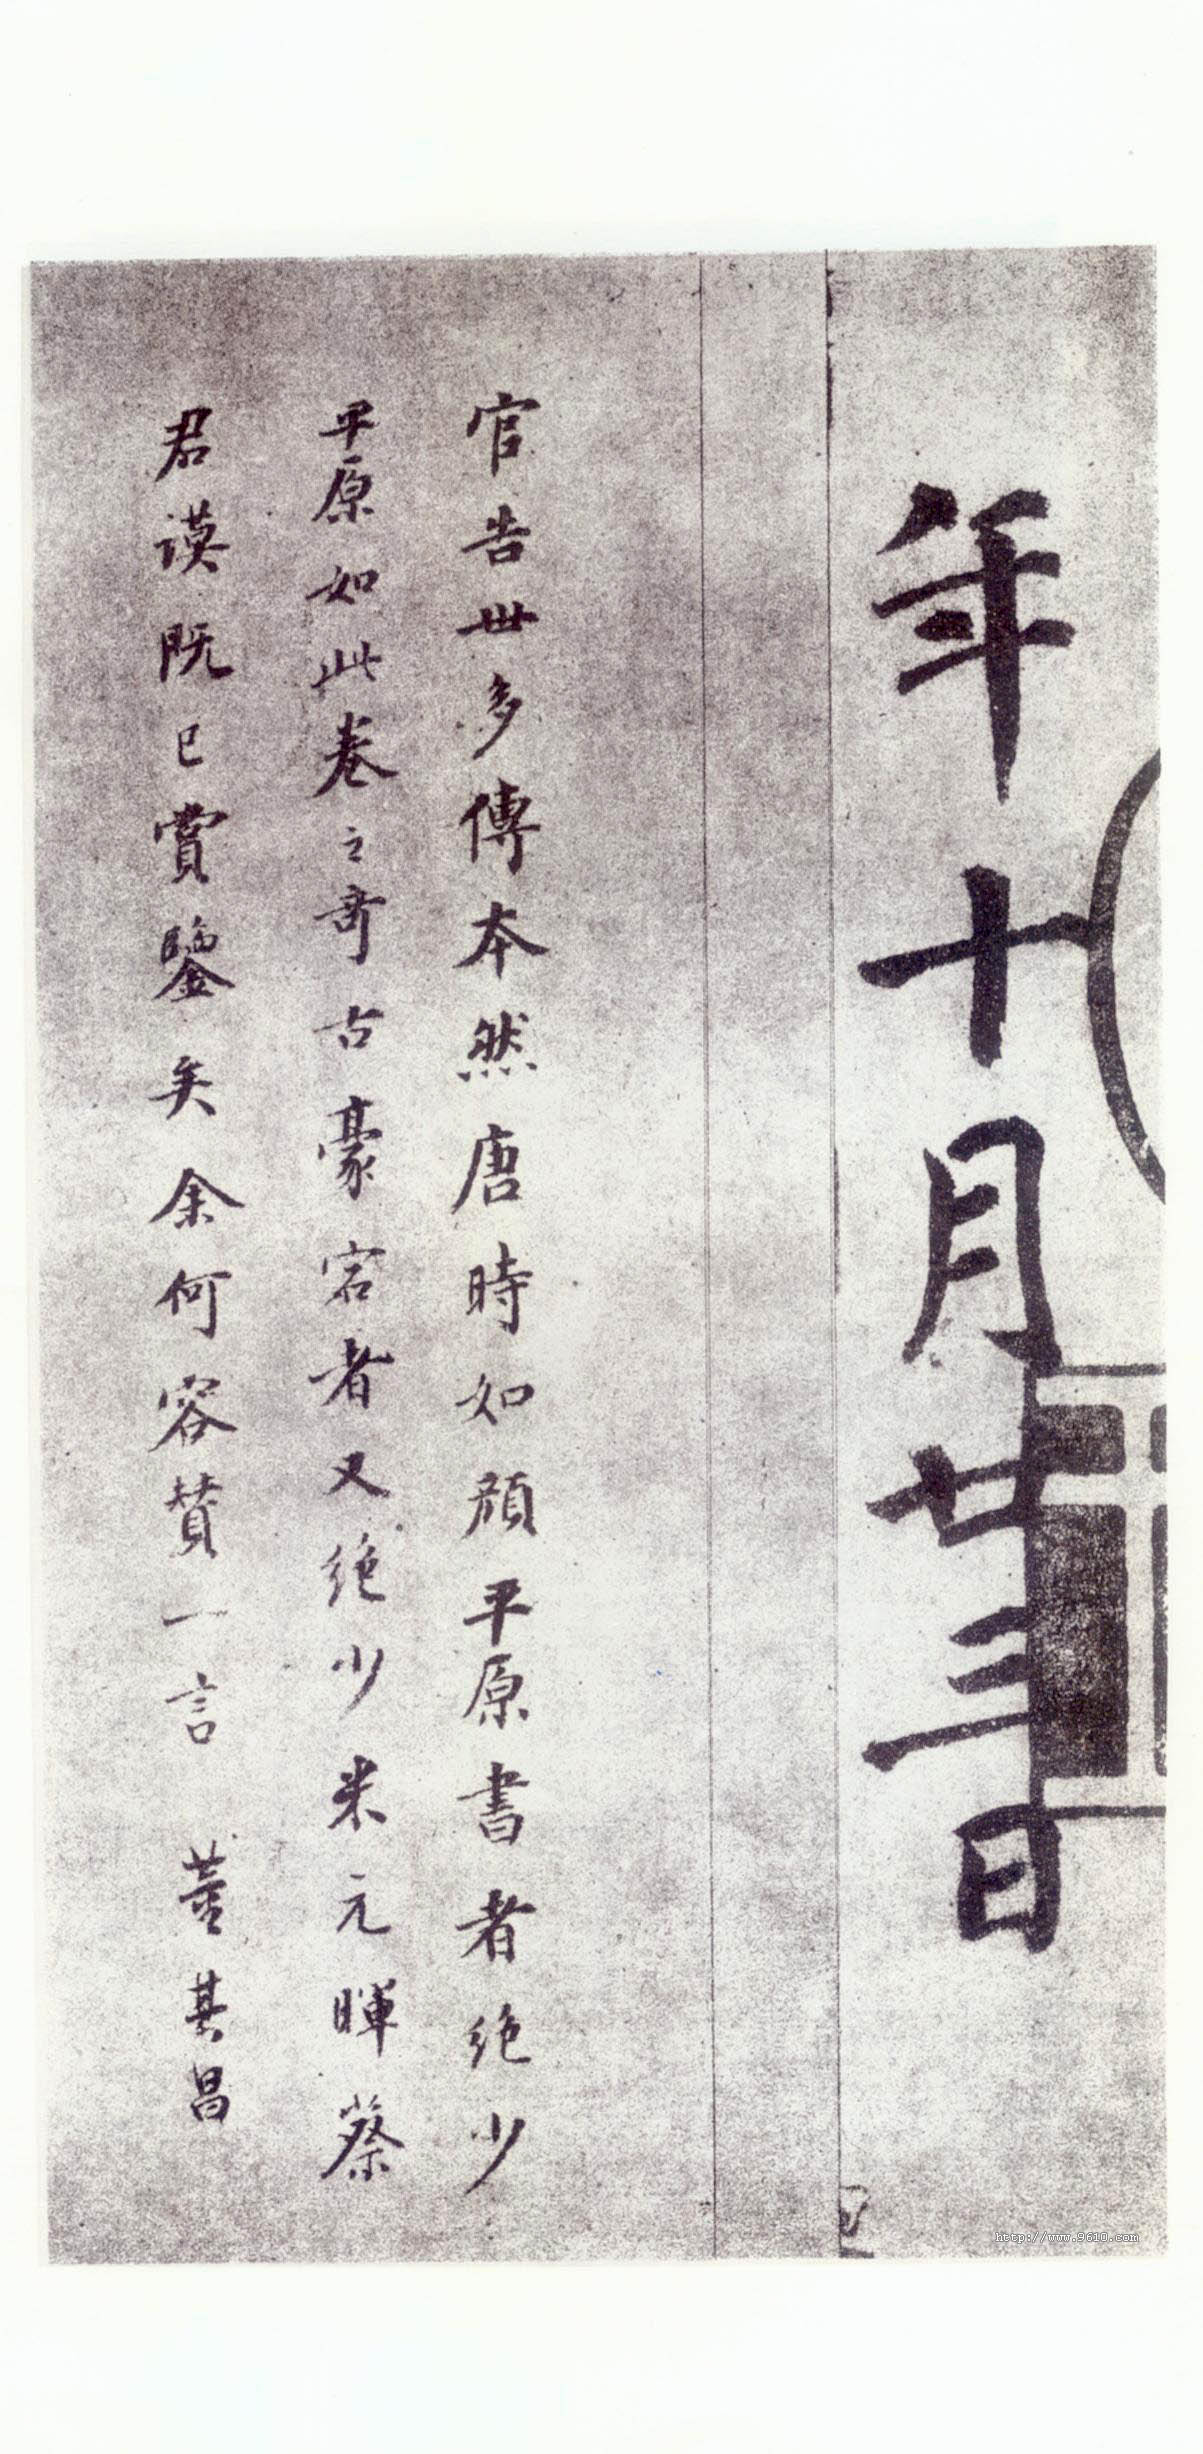 年十月廿三日
官告世多傳本然唐時如顏平原書者絶少
平原如此卷之奇古豪宕者又絶少米元暉蔡
君謨既已賞鑒矣余何容賛一言 董其昌
http://www.9610.com